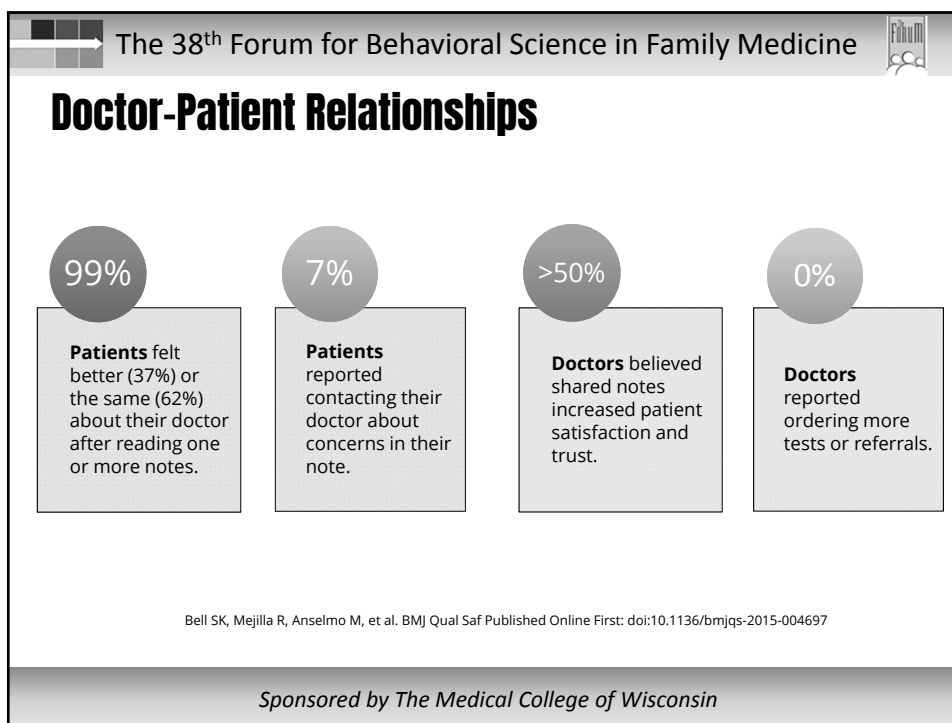 The 38th Forum for Behavioral Science in Family Medicine
FORUM
Doctor-Patient Relationships
99%
Patients felt
better (37%) or
the same (62%)
about their doctor
after reading one
or more notes.
7%
Patients
reported
contacting their
doctor about
concerns in their
note.
>50%
Doctors believed
shared notes
increased patient
satisfaction and
trust.
0%
Doctors
reported
ordering more
tests or referrals.
Bell SK, Mejilla R, Anselmo M, et al. BMJ Qual Saf Published Online First: doi:10.1136/bmjqs-2015-004697
Sponsored by The Medical College of Wisconsin